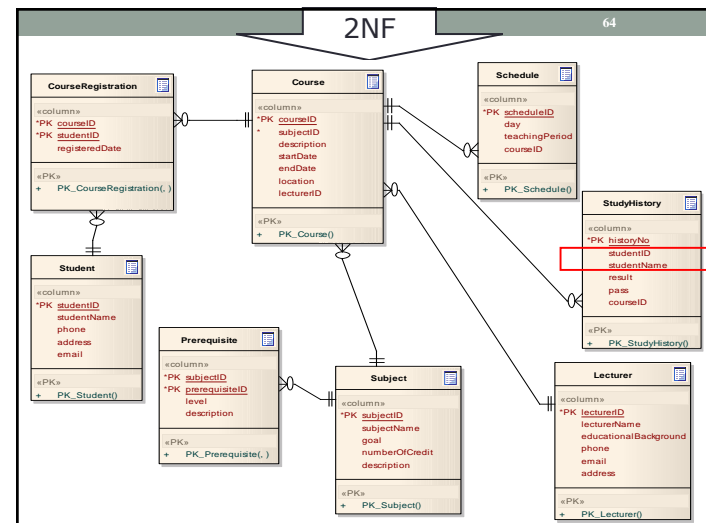 2NF
64
CourseRegistration
«column»
*PK courseID
*PK studentID
registeredDate
«PK»
+ PK_CourseRegistration(, )
Course
«column»
*PK courseID
* subjectID
description
startDate
endDate
location
lecturerID
«PK»
+ PK_Course()
Schedule
«column»
*PK scheduleID
day
teachingPeriod
courseID
«PK»
+ PK_Schedule()
StudyHistory
«column»
*PK historyNo
studentID
studentName
result
pass
courseID
«PK»
+ PK_StudyHistory()
Student
«column»
*PK studentID
studentName
phone
address
email
«PK»
+ PK_Student()
Prerequisite
«column»
*PK subjectID
*PK prerequisiteID
level
description
«PK»
+ PK_Prerequisite(, )
Subject
«column»
*PK subjectID
subjectName
goal
numberOfCredit
description
«PK»
+ PK_Subject()
Lecturer
«column»
*PK lecturerID
lecturerName
educationalBackground
phone
email
address
«PK»
+ PK_Lecturer()